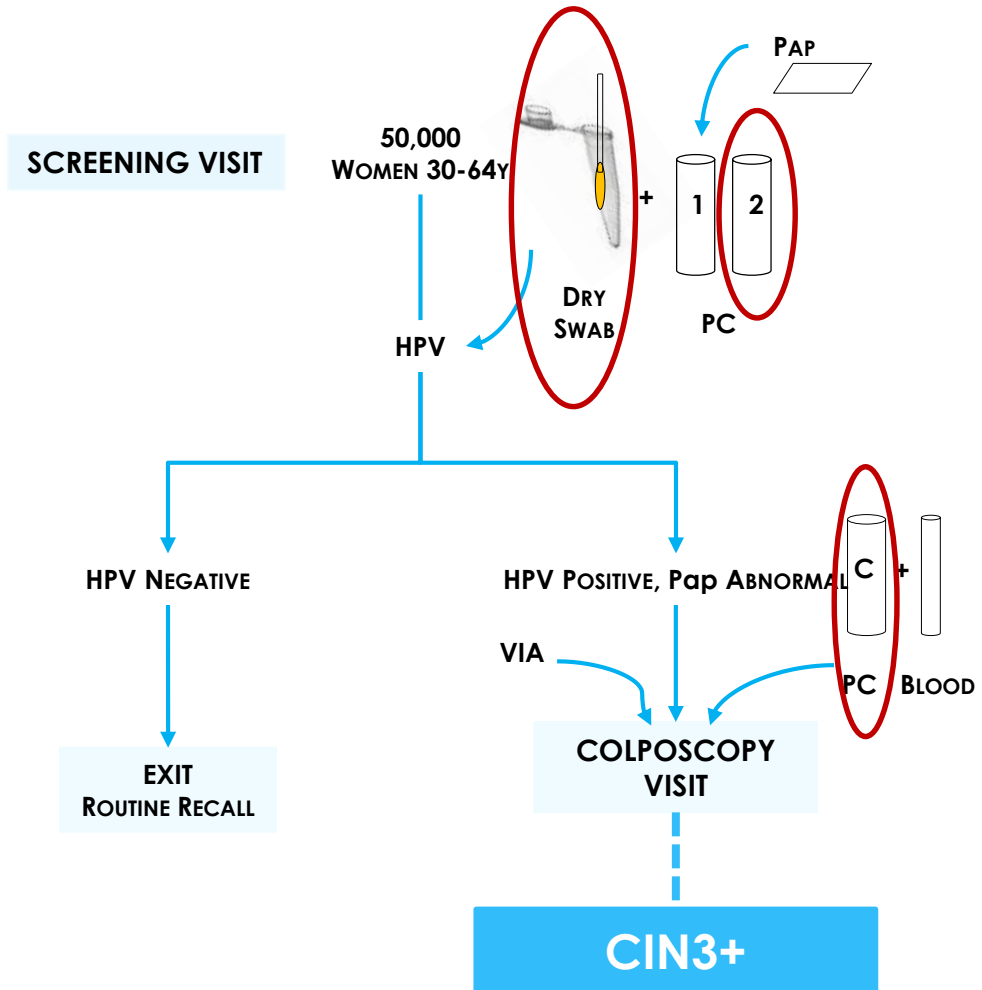 PAP
50,000
WOMEN 30-64Y
SCREENING VISIT
+
1
2
DRY
SWAB
PC
HPV
C
+
HPV NEGATIVE
HPV POSITIVE, Pap ABNORMAL
VIA
PC
BLOOD
COLPOSCOPY
VISIT
EXIT
ROUTINE RECALL
CIN3+